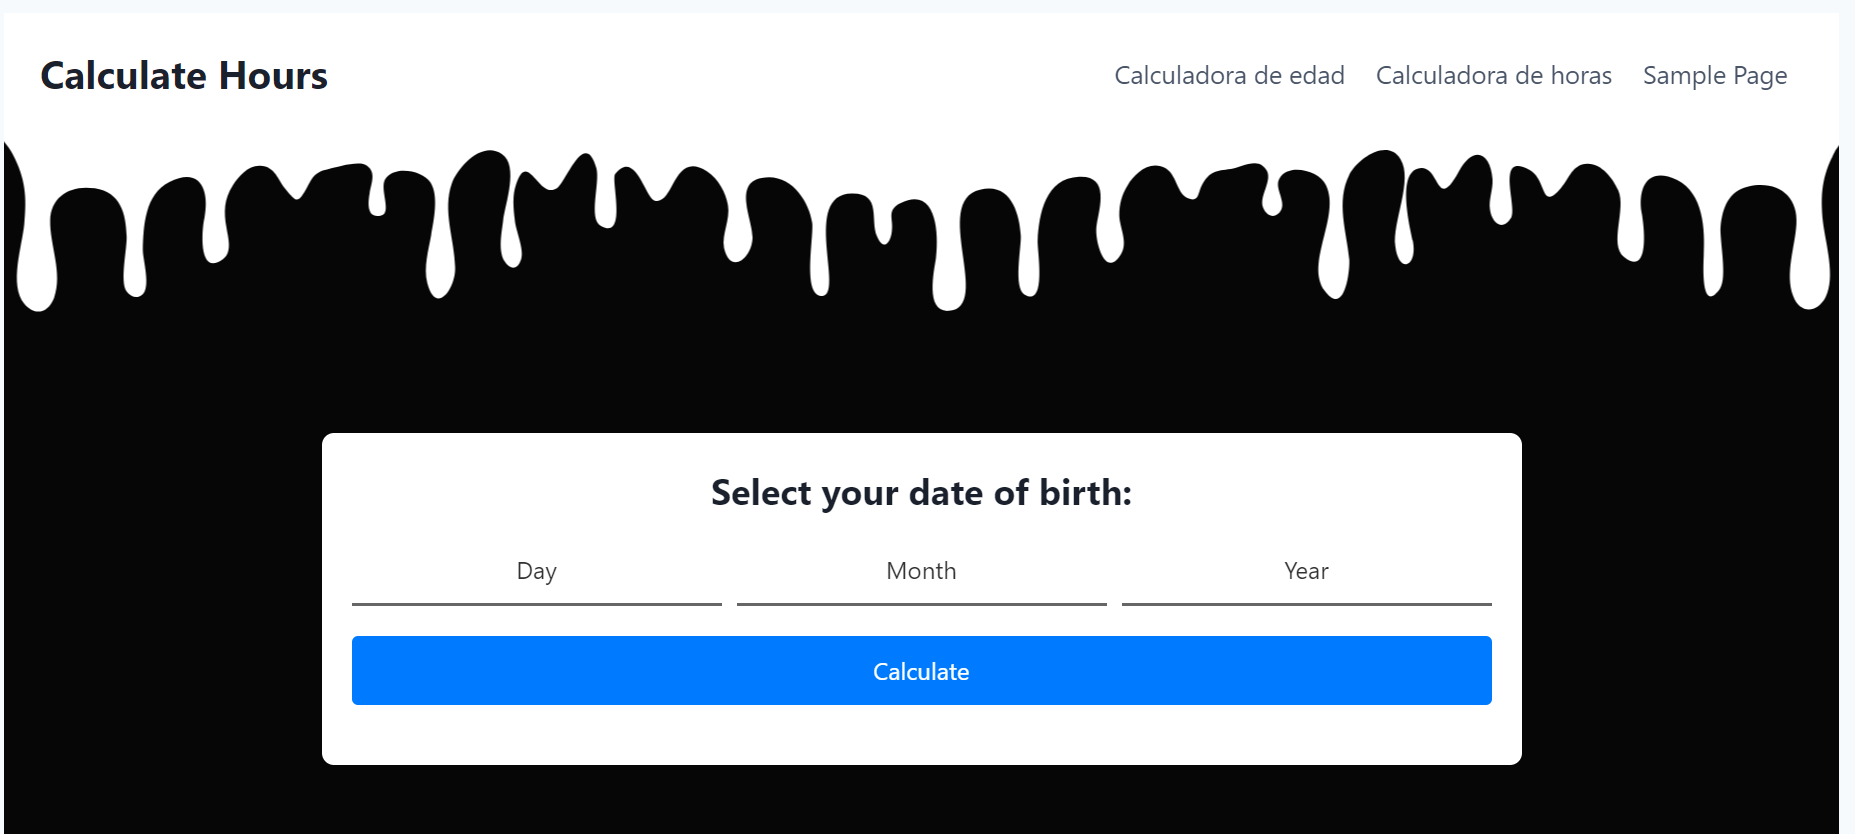 Calculate Hours
Calculadora de edad Calculadora de horas Sample Page
Select your date of birth:
Day Month Year
Calculate